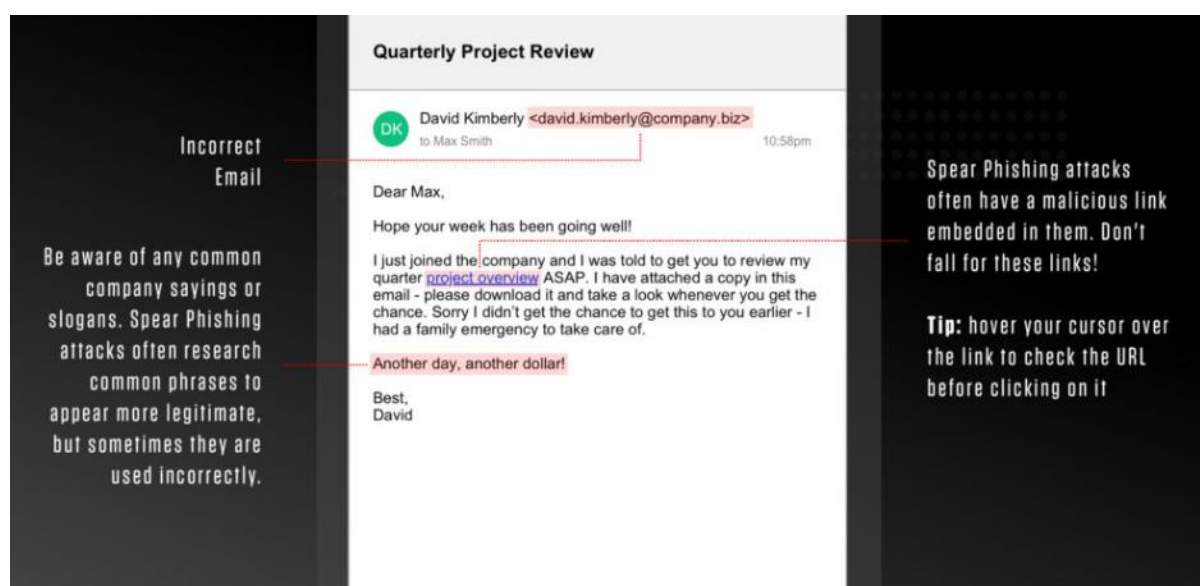 Quarterly Project Review
DK
David Kimberly <david.kimberly@company.biz>
to Max Smith
10:58pm
Dear Max,
Hope your week has been going well!
I just joined the company and I was told to get you to review my
quarter project overview ASAP. I have attached a copy in this
email - please download it and take a look whenever you get the
chance. Sorry I didn't get the chance to get this to you earlier - I
had a family emergency to take care of.
Another day, another dollar!
Best,
David
Incorrect
Email
Be aware of any common
company sayings or
slogans. Spear Phishing
attacks often research
common phrases to
appear more legitimate,
but sometimes they are
used incorrectly.
Spear Phishing attacks
often have a malicious link
embedded in them. Don't
fall for these links!
Tip: hover your cursor over
the link to check the URL
before clicking on it